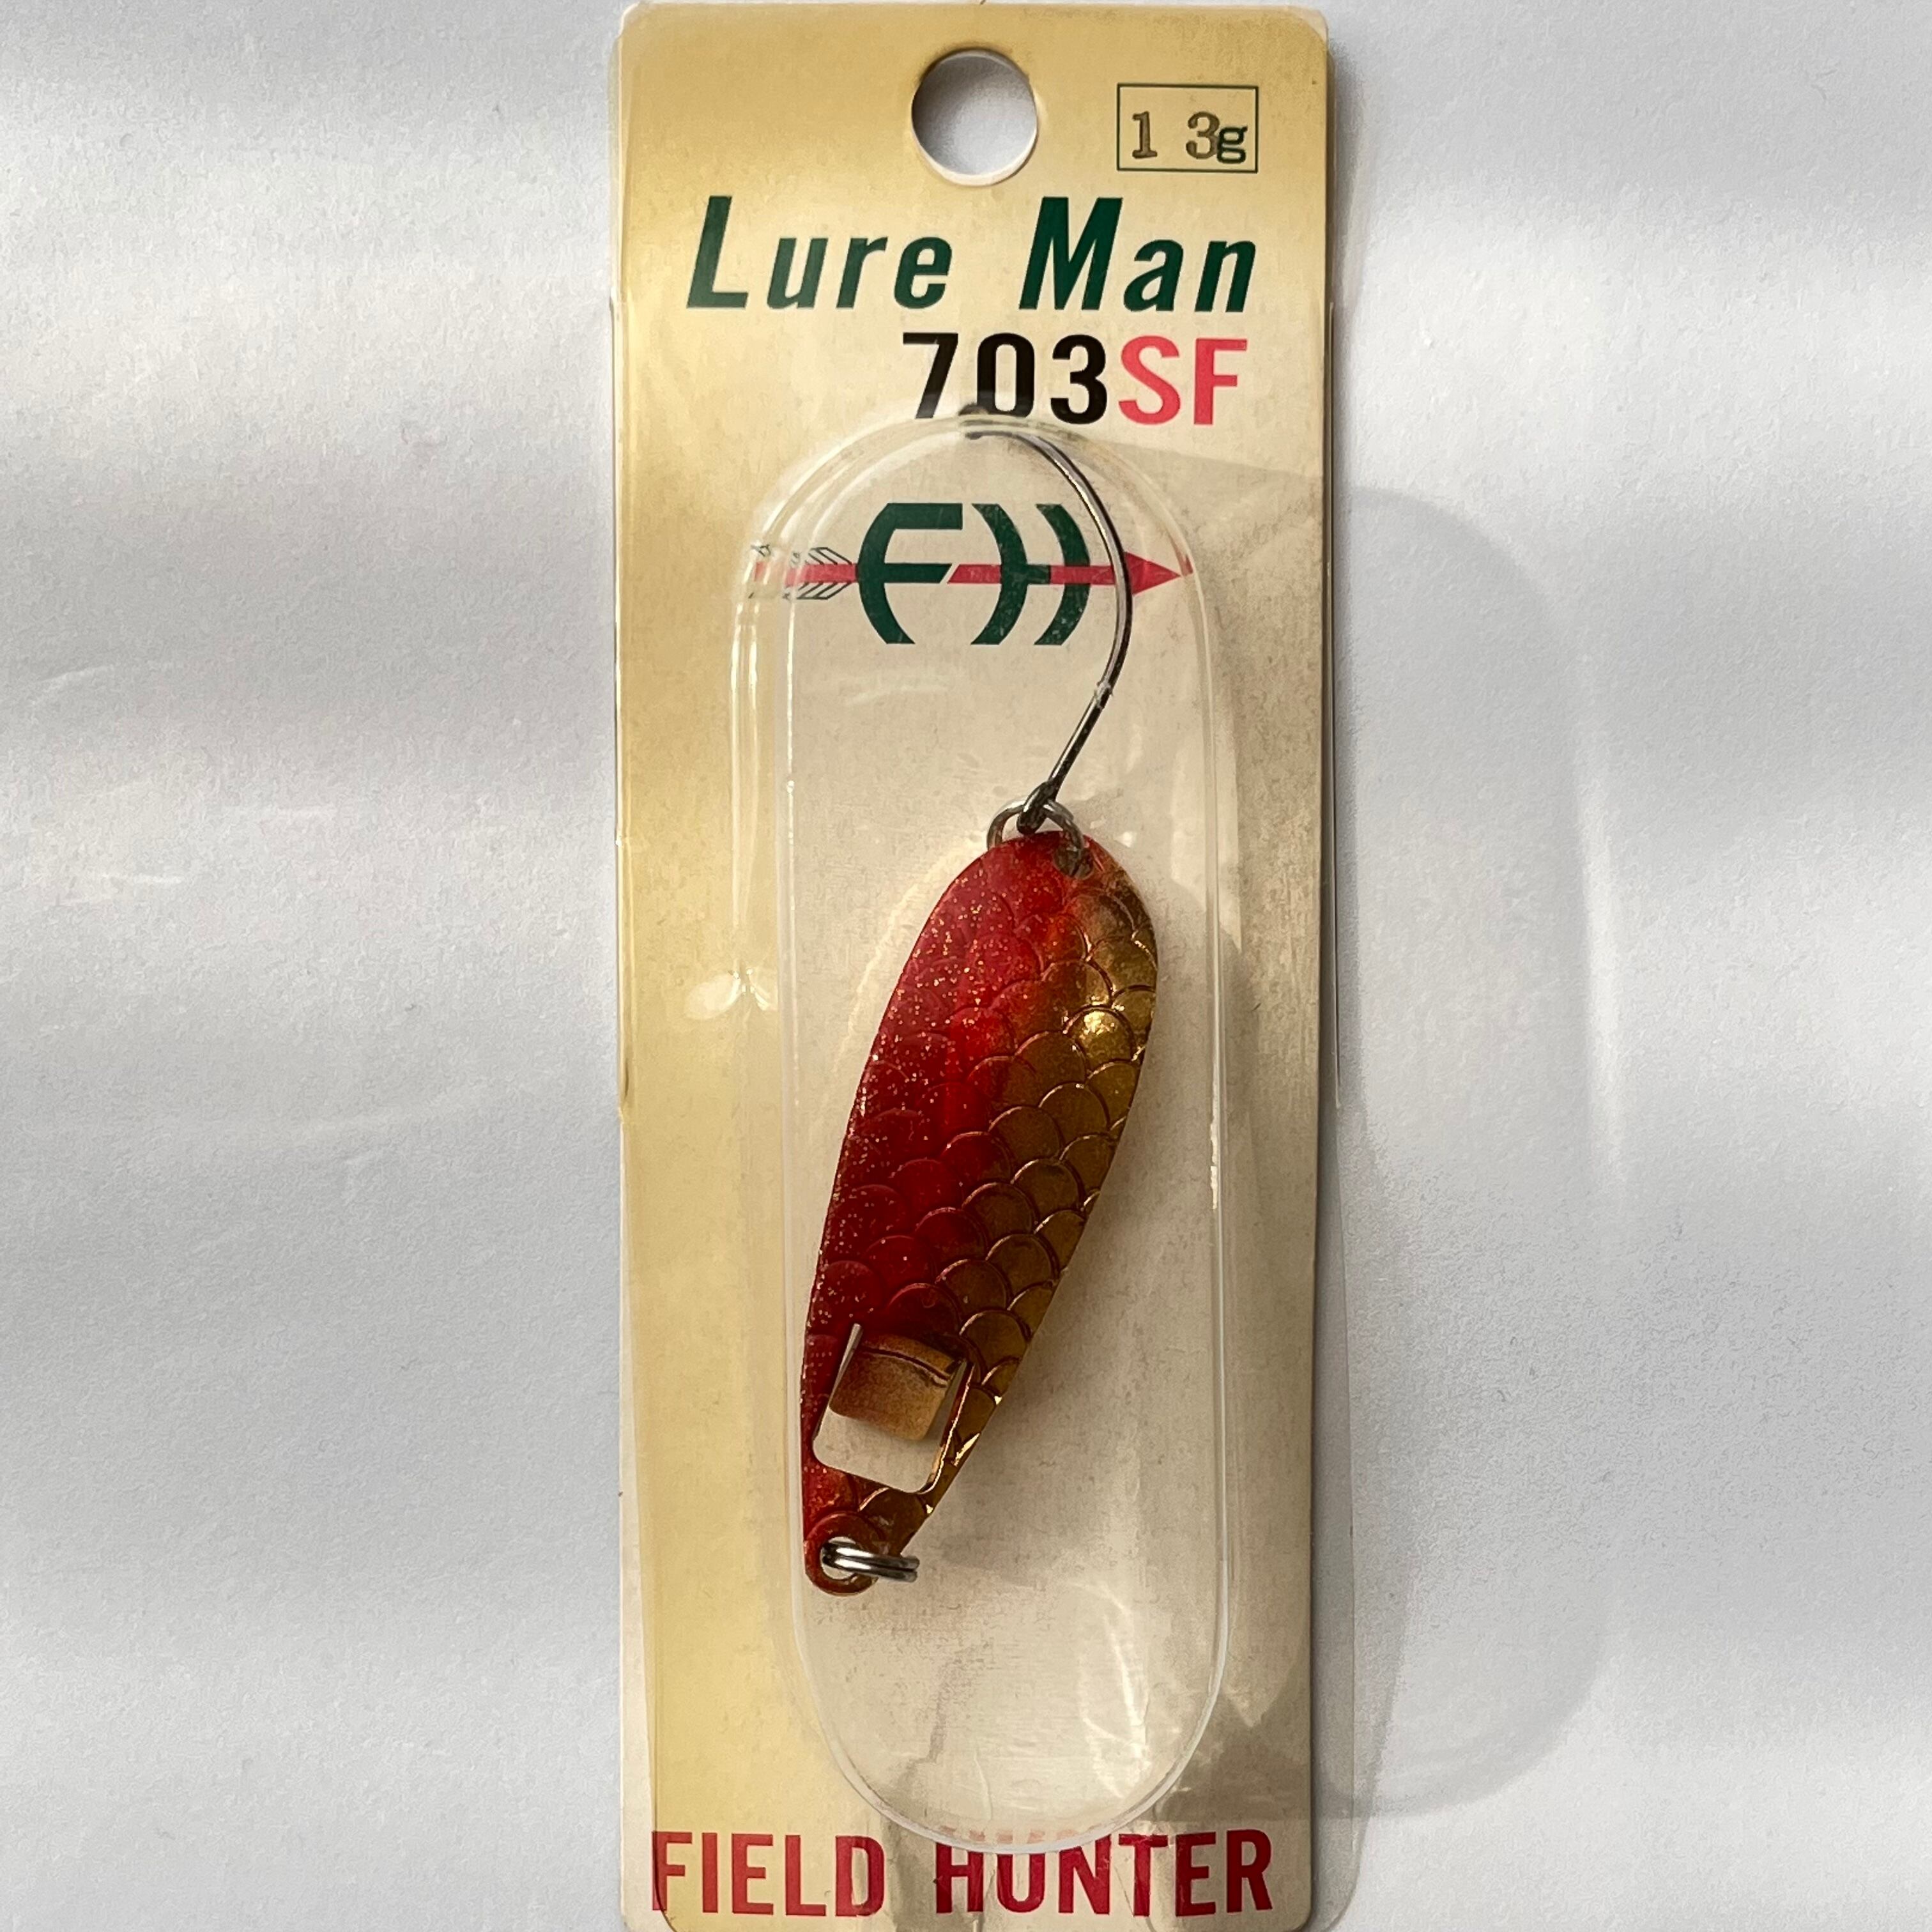 13g
Lure Man
703SF
FH
FIELD HUNTER